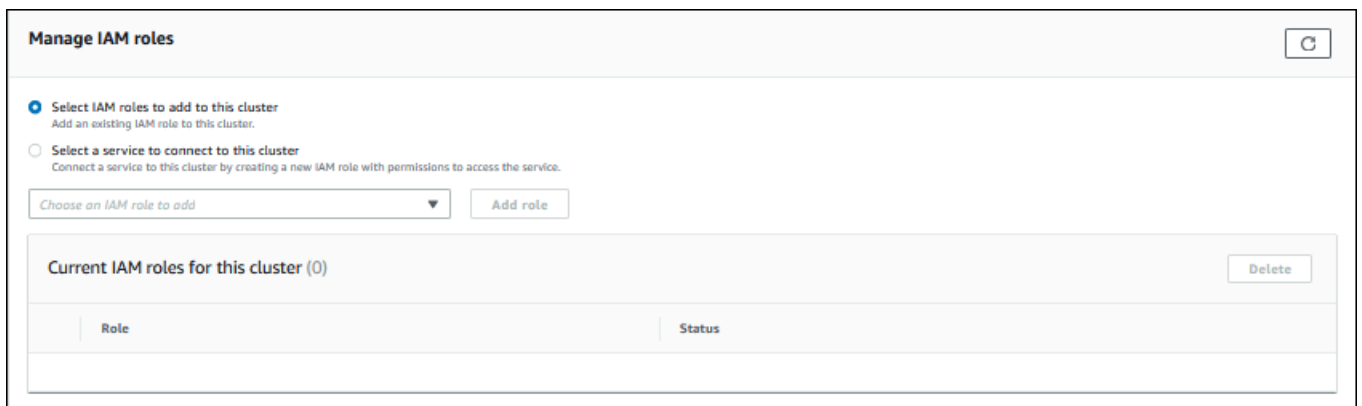 Manage IAM roles
Select IAM roles to add to this cluster
Add an existing IAM role to this cluster.
Select a service to connect to this cluster
Connect a service to this cluster by creating a new IAM role with permissions to access the service.
Choose an IAM role to add
Add role
Current IAM roles for this cluster (0)
Delete
Role
Status